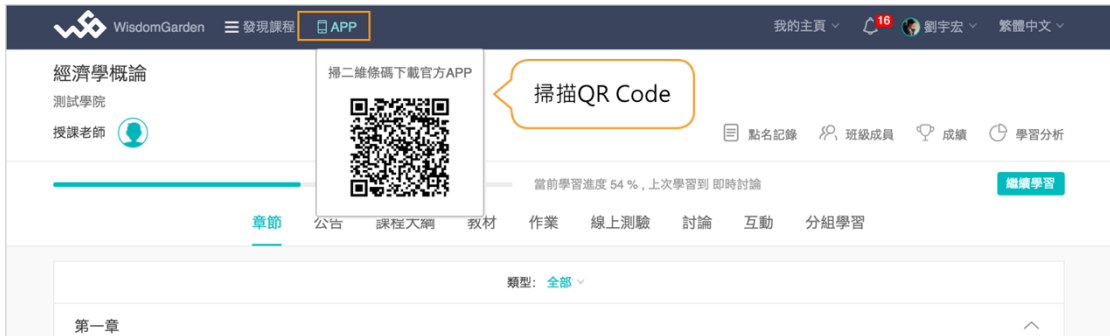 WisdomGarden 發現課程 APP 我的主頁 16 劉宇宏 繁體中文
經濟學概論
測試學院
授課老師
掃二維條碼下載官方APP
掃描QR Code
點名記錄 班級成員 成績 學習分析
當前學習進度 54 % , 上次學習到 即時討論 繼續學習
章節 公告 課程大綱 教材 作業 線上測驗 討論 互動 分組學習
類型: 全部
第一章